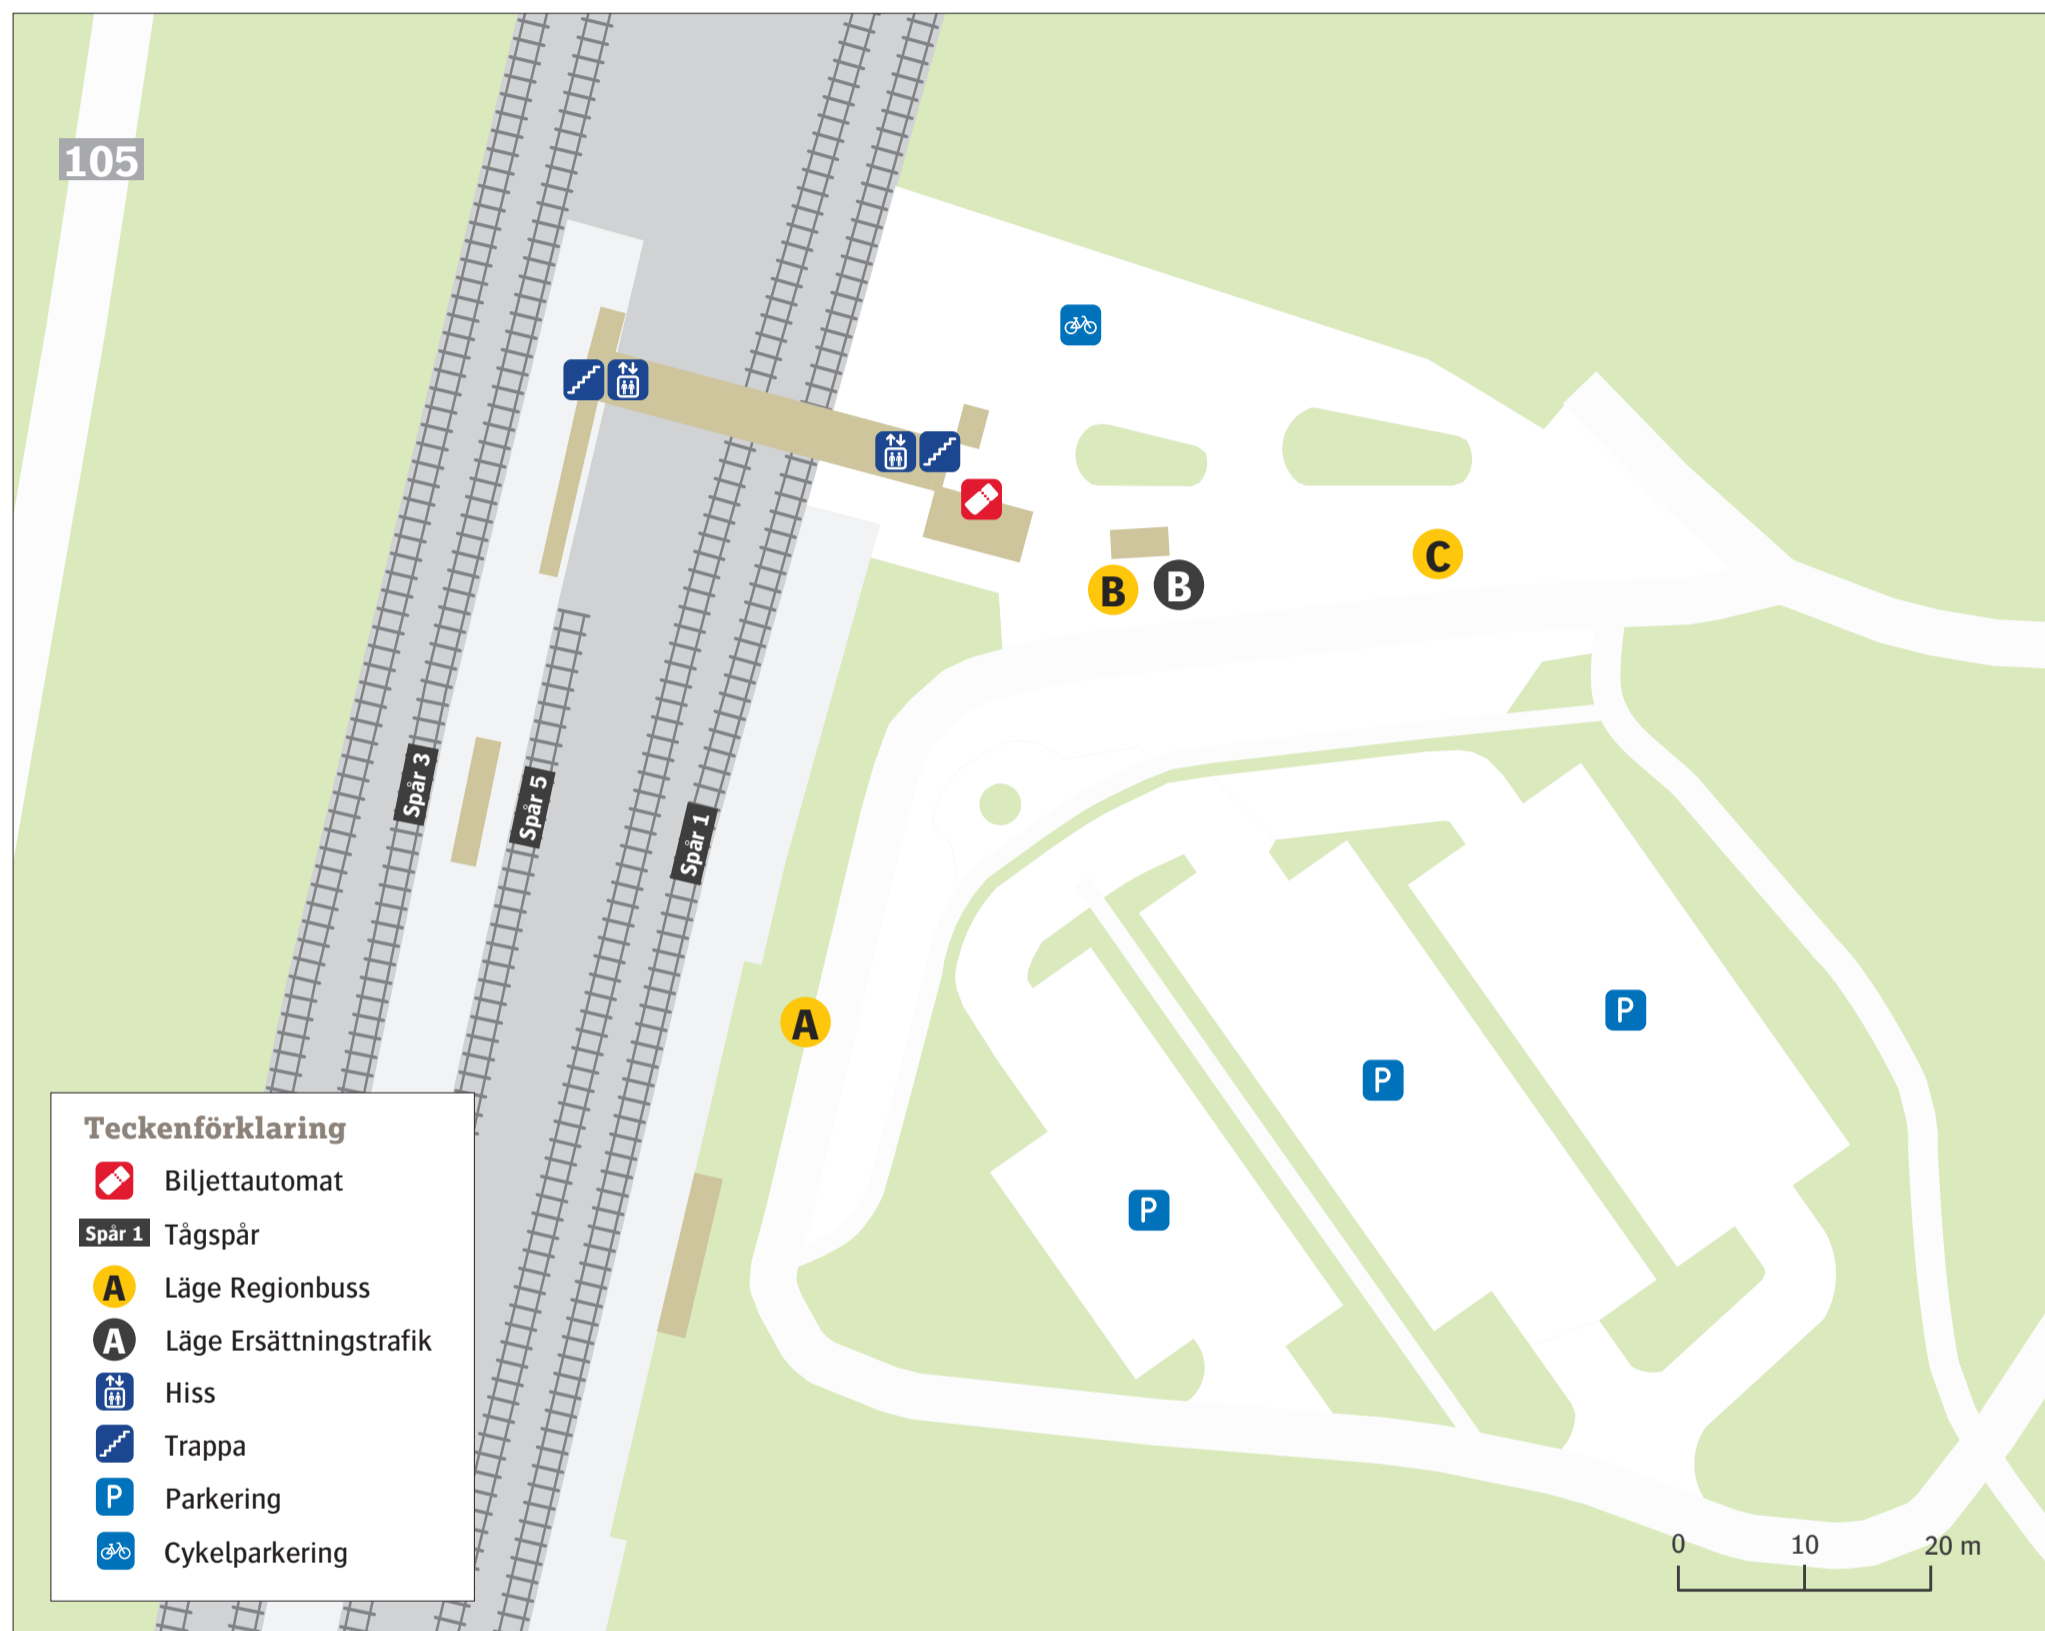 105
B
B
C
Spår 3
Spår 5
Spår 1
A
P
P
P
Teckenförklaring
Biljettautomat
Spår 1 Tågspår
A Läge Regionbuss
A Läge Ersättningstrafik
Hiss
Trappa
P Parkering
Cykelparkering
0 10 20 m